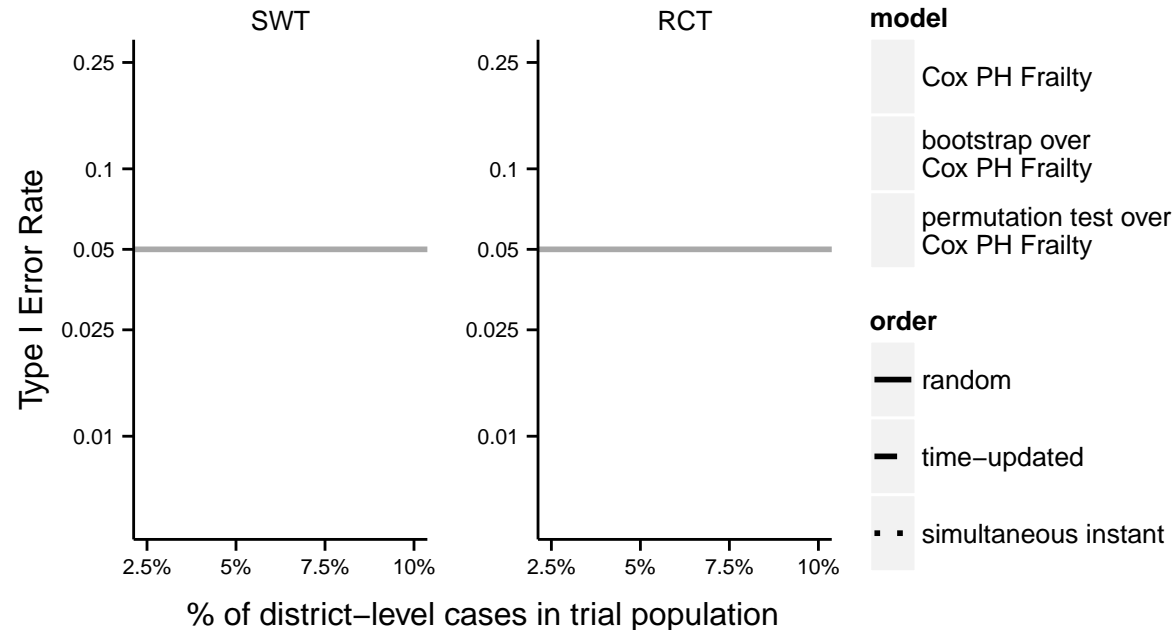 SWT
RCT
Type I Error Rate
0.25
0.1
0.05
0.025
0.01
0.25
0.1
0.05
0.025
0.01
2.5%
5%
7.5%
10%
2.5%
5%
7.5%
10%
% of district−level cases in trial population
model
Cox PH Frailty
bootstrap over
Cox PH Frailty
permutation test over
Cox PH Frailty
order
random
time−updated
simultaneous instant